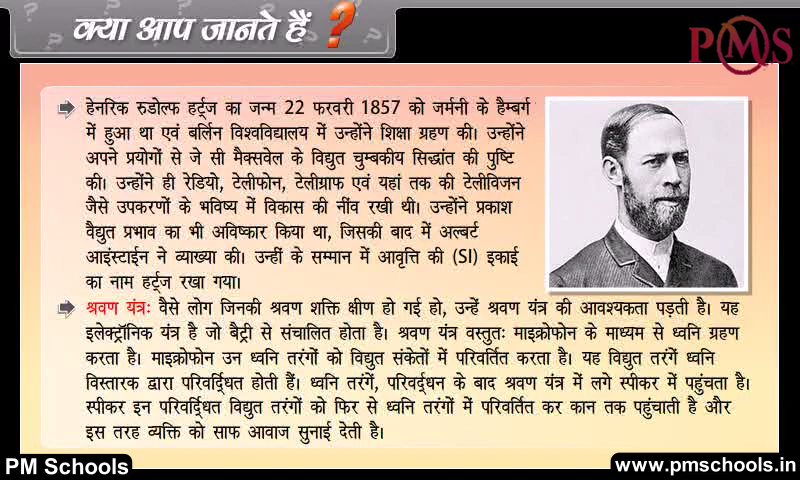 क्या आप जानते हैं ?
PMS
हेनरिक रुडोल्फ हर्ट्ज का जन्म 22 फरवरी 1857 को जर्मनी के हैम्बर्ग
में हुआ था एवं बर्लिन विश्वविद्यालय में उन्होंने शिक्षा ग्रहण की। उन्होंने
अपने प्रयोगों से जे सी मैक्सवेल के विद्युत चुम्बकीय सिद्धांत की पुष्टि
की। उन्होंने ही रेडियो, टेलीफोन, टेलीग्राफ एवं यहां तक की टेलीविजन
जैसे उपकरणों के भविष्य में विकास की नींव रखी थी। उन्होंने प्रकाश
वैद्युत प्रभाव का भी अविष्कार किया था, जिसकी बाद में अल्बर्ट
आइंस्टाईन ने व्याख्या की। उन्हीं के सम्मान में आवृत्ति की (SI) इकाई
का नाम हर्ट्ज रखा गया।
श्रवण यंत्रः वैसे लोग जिनकी श्रवण शक्ति क्षीण हो गई हो, उन्हें श्रवण यंत्र की आवश्यकता पड़ती है। यह
इलेक्ट्रॉनिक यंत्र है जो बैट्री से संचालित होता है। श्रवण यंत्र वस्तुतः माइक्रोफोन के माध्यम से ध्वनि ग्रहण
करता है। माइक्रोफोन उन ध्वनि तरंगों को विद्युत संकेतों में परिवर्तित करता है। यह विद्युत तरंगें ध्वनि
विस्तारक द्वारा परिवर्द्धित होती हैं। ध्वनि तरंगें, परिवर्द्धन के बाद श्रवण यंत्र में लगे स्पीकर में पहुंचता है।
स्पीकर इन परिवर्द्धित विद्युत तरंगों को फिर से ध्वनि तरंगों में परिवर्तित कर कान तक पहुंचाती है और
इस तरह व्यक्ति को साफ आवाज सुनाई देती है।
PM Schools
www.pmschools.in